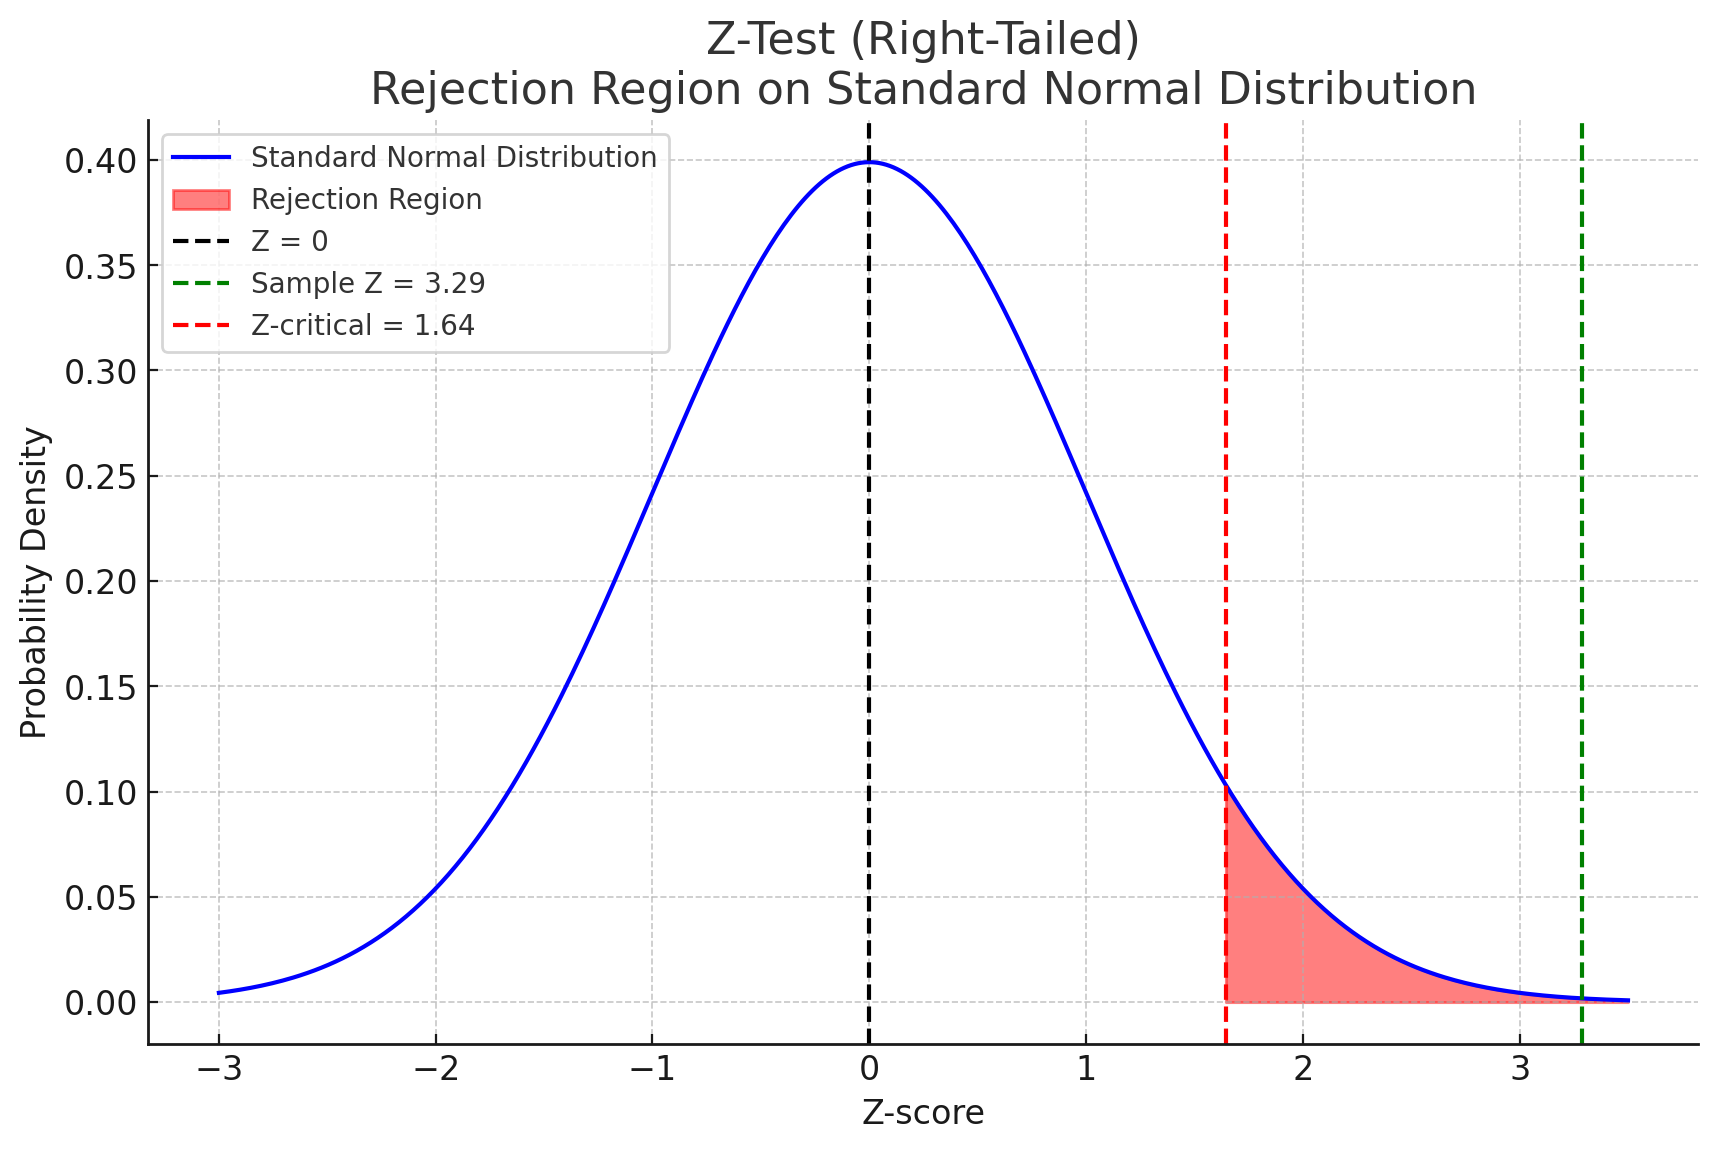 Z-Test (Right-Tailed)
Rejection Region on Standard Normal Distribution
Standard Normal Distribution
Rejection Region
Z = 0
Sample Z = 3.29
Z-critical = 1.64
Probability Density
0.40
0.35
0.30
0.25
0.20
0.15
0.10
0.05
0.00
−3
−2
−1
0
1
2
3
Z-score